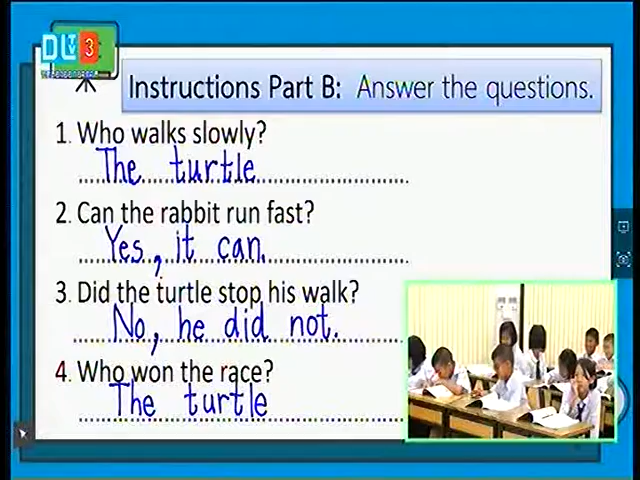 DLTV 3
Instructions Part B: Answer the questions.
1. Who walks slowly?
The turtle
2. Can the rabbit run fast?
Yes, it can.
3. Did the turtle stop his walk?
No, he did not.
4. Who won the race?
The turtle